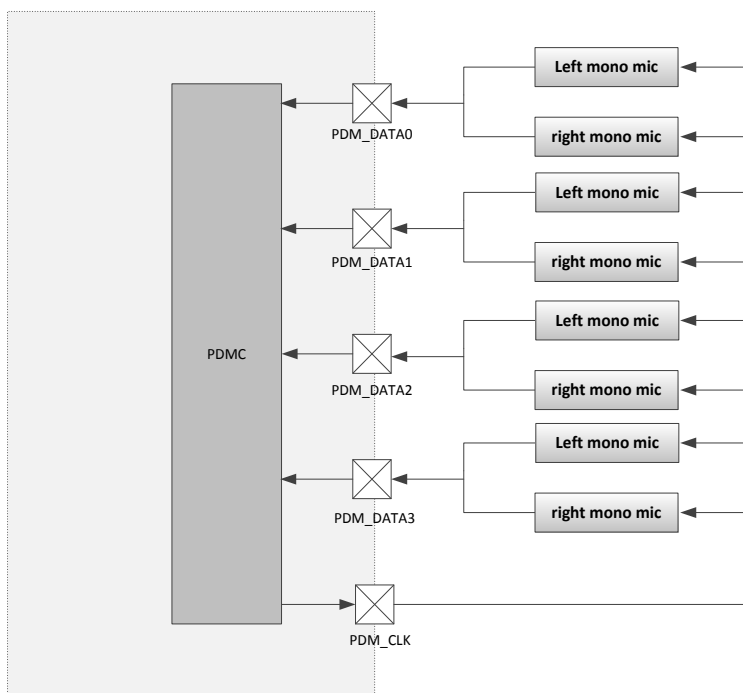 Left mono mic
PDM_DATA0
right mono mic
Left mono mic
PDM_DATA1
right mono mic
Left mono mic
PDMC
PDM_DATA2
right mono mic
Left mono mic
PDM_DATA3
right mono mic
PDM_CLK